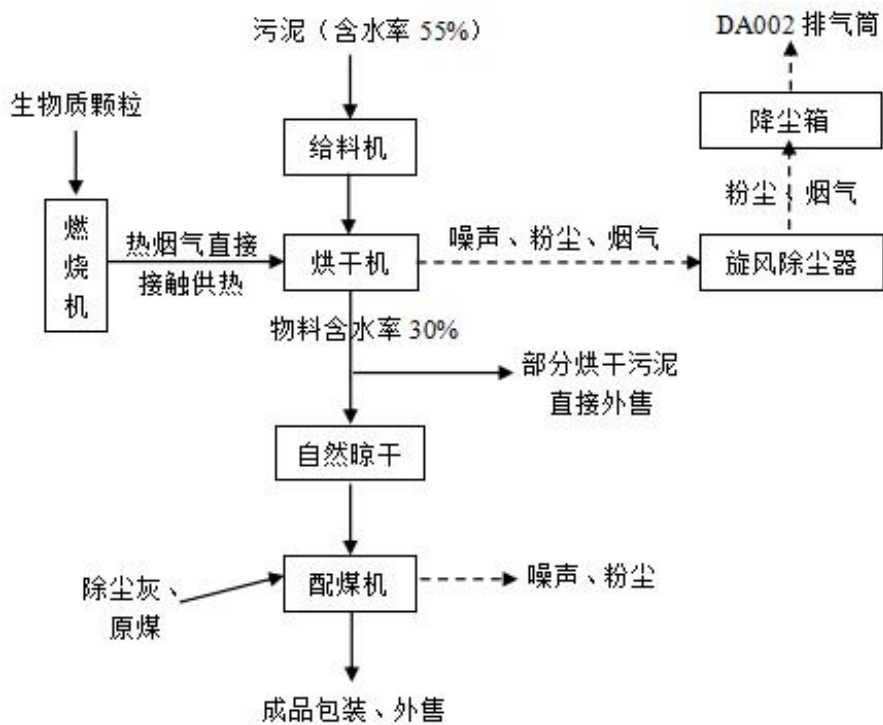 污泥（含水率 55%）
DA002 排气筒
生物质颗粒
给料机
降尘箱
粉尘、烟气
燃烧机
热烟气直接
接触供热
烘干机
噪声、粉尘、烟气
旋风除尘器
物料含水率 30%
部分烘干污泥
直接外售
自然晾干
除尘灰、
原煤
配煤机
噪声、粉尘
成品包装、外售